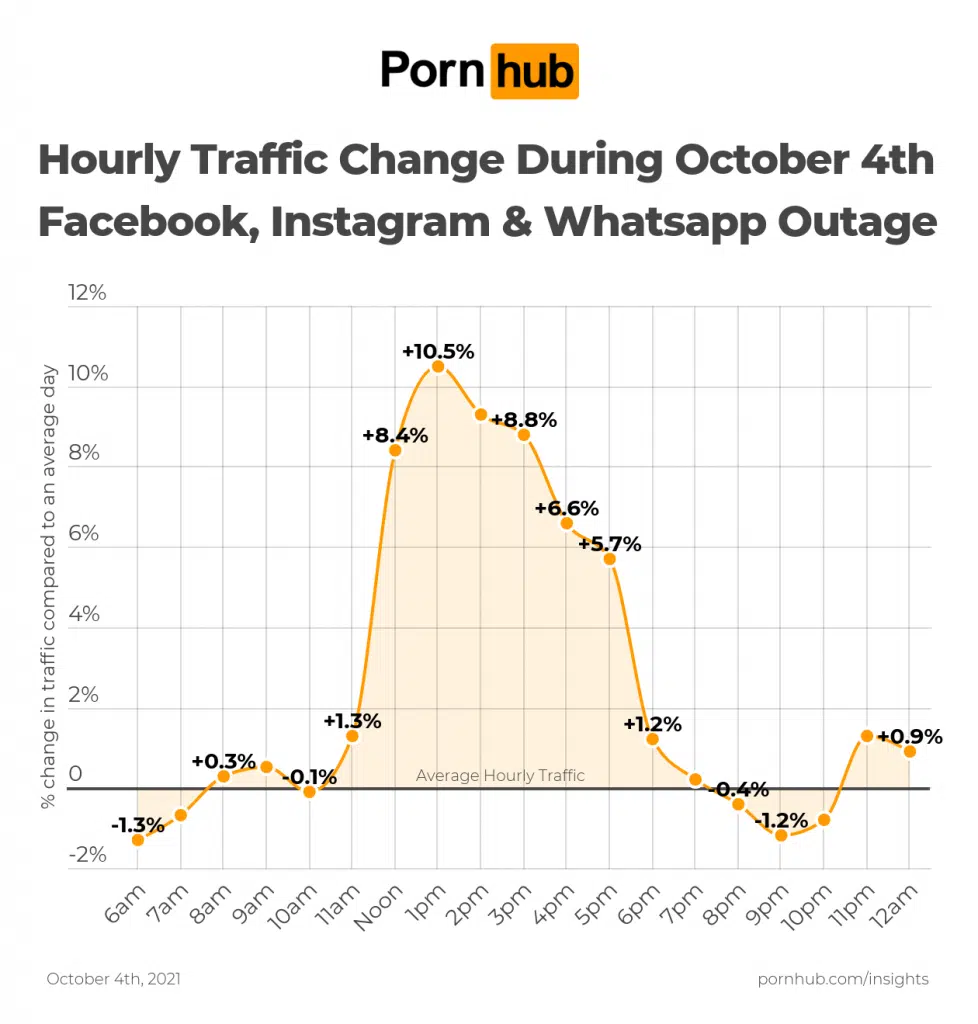 Porn hub
Hourly Traffic Change During October 4th
Facebook, Instagram & Whatsapp Outage
% change in traffic compared to an average day
12%
10%
8%
6%
4%
2%
0
-2%
-1.3%
+0.3%
-0.1%
+1.3%
+8.4%
+10.5%
+8.8%
+6.6%
+5.7%
+1.2%
-0.4%
-1.2%
+0.9%
Average Hourly Traffic
6am
7am
8am
9am
10am
11am
Noon
1pm
2pm
3pm
4pm
5pm
6pm
7pm
8pm
9pm
10pm
11pm
12am
October 4th, 2021
pornhub.com/insights